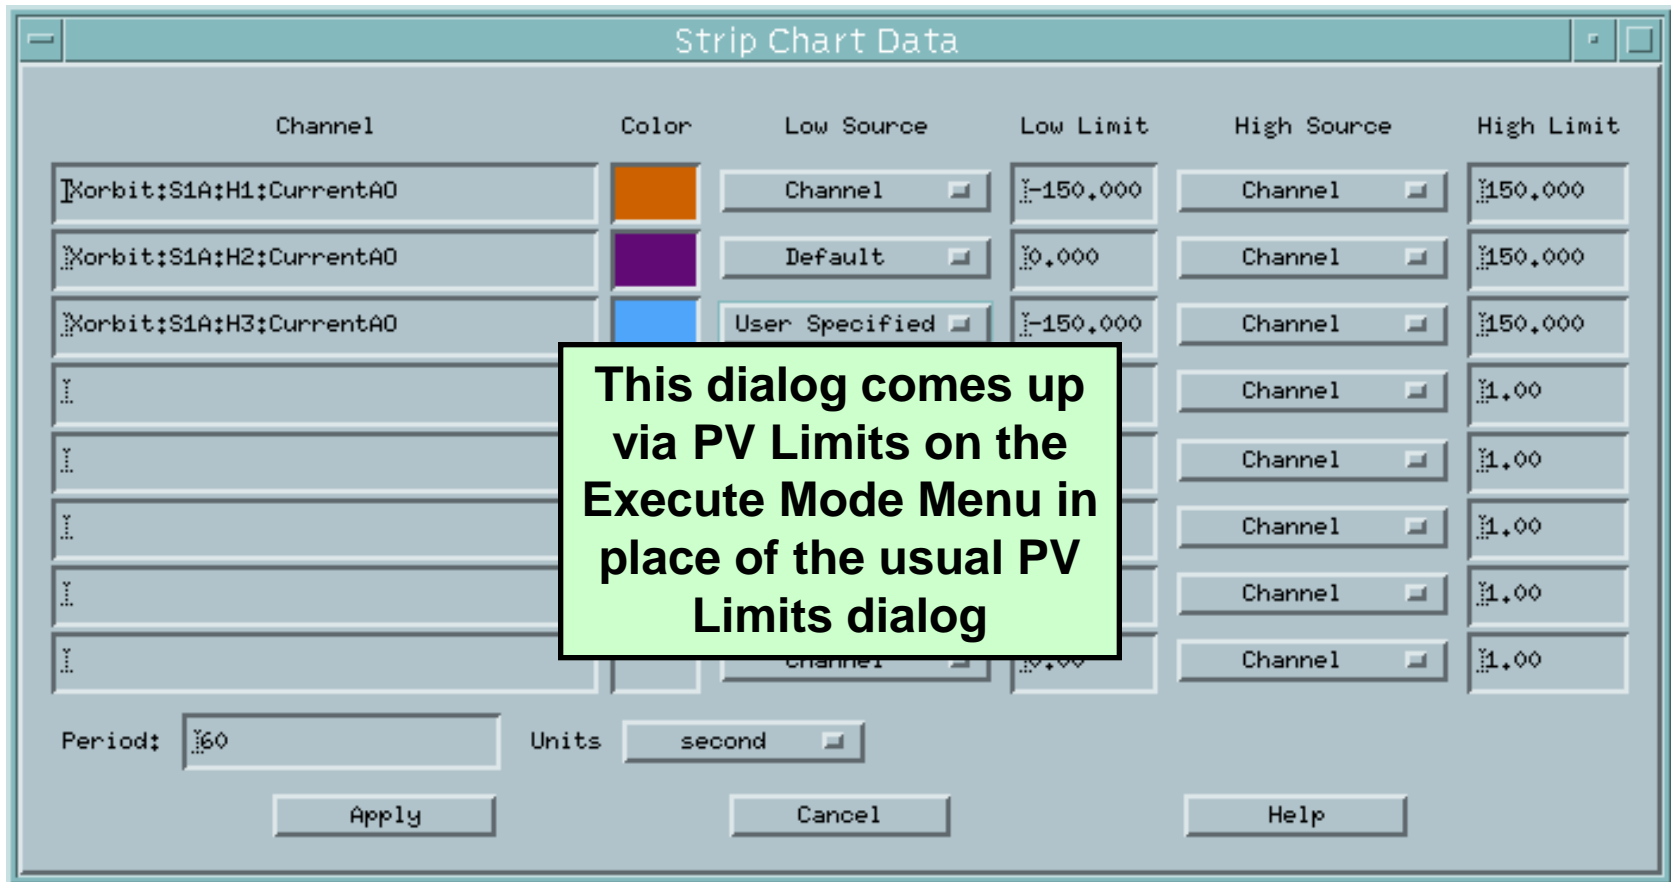 Strip Chart Data
Channel Color Low Source Low Limit High Source High Limit
Xorbit:S1A:H1:CurrentAO Channel -150.000 Channel 150.000
Xorbit:S1A:H2:CurrentAO Default 0.000 Channel 150.000
Xorbit:S1A:H3:CurrentAO User Specified -150.000 Channel 150.000
Channel 1.00
Channel 1.00
Channel 1.00
Channel 1.00
Channel 0.00 Channel 1.00
This dialog comes up
via PV Limits on the
Execute Mode Menu in
place of the usual PV
Limits dialog
Period: 60 Units second
Apply Cancel Help